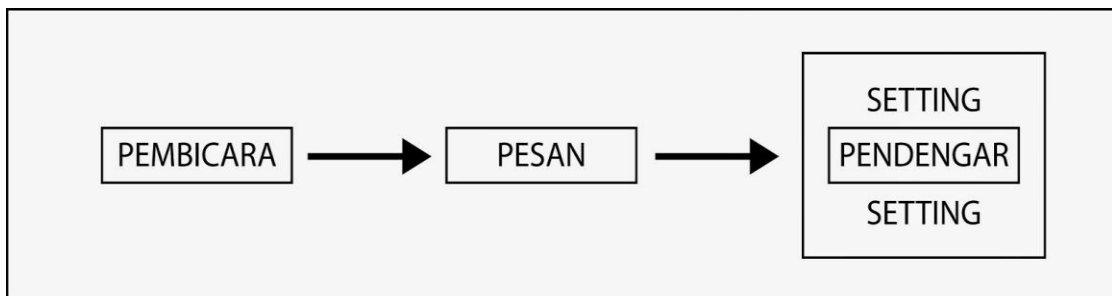 PEMBICARA
PESAN
SETTING
PENDENGAR
SETTING